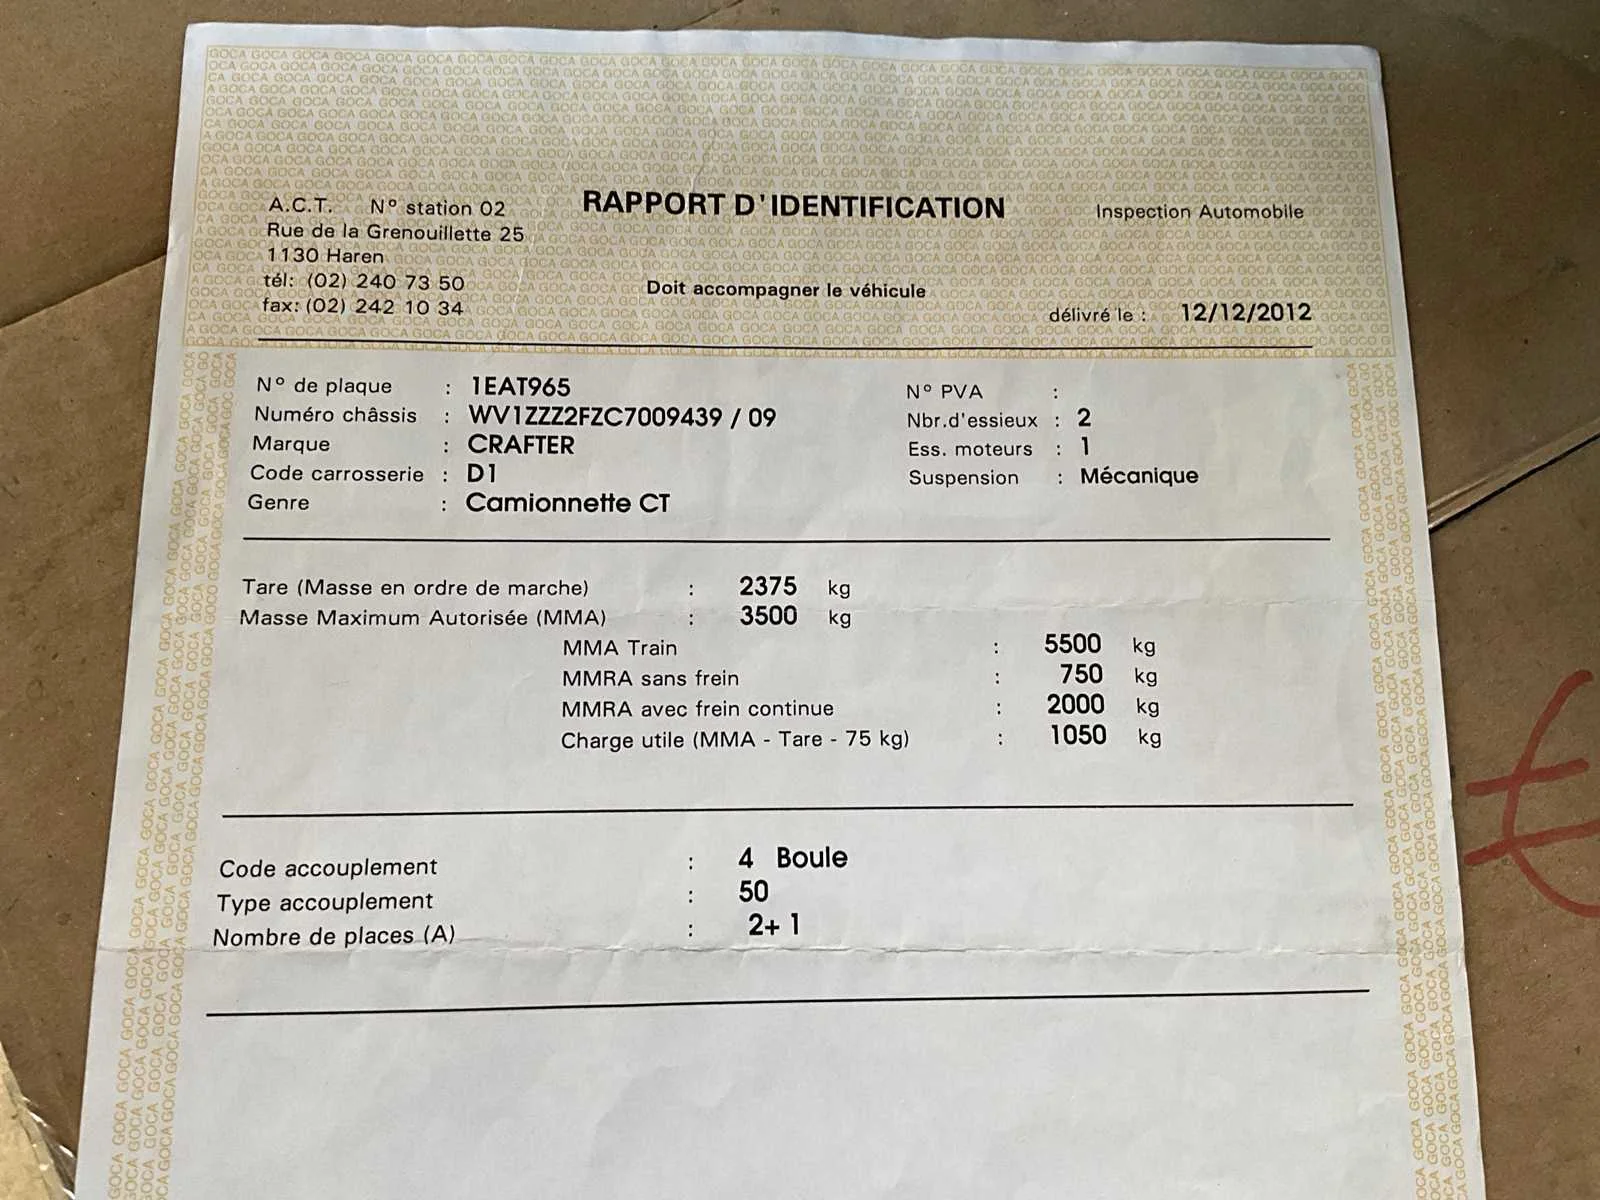 A.C.T. N° station 02
Rue de la Grenouillette 25
1130 Haren
tél: (02) 240 73 50
fax: (02) 242 10 34
RAPPORT D'IDENTIFICATION
Doit accompagner le véhicule
Inspection Automobile
délivré le : 12/12/2012
N° de plaque : 1EAT965
Numéro châssis : WV1ZZZ2FZC7009439 / 09
Marque : CRAFTER
Code carrosserie : D1
Genre : Camionnette CT
N° PVA :
Nbr.d'essieux : 2
Ess. moteurs : 1
Suspension : Mécanique
Tare (Masse en ordre de marche) : 2375 kg
Masse Maximum Autorisée (MMA) : 3500 kg
MMA Train : 5500 kg
MMRA sans frein : 750 kg
MMRA avec frein continue : 2000 kg
Charge utile (MMA - Tare - 75 kg) : 1050 kg
Code accouplement : 4 Boule
Type accouplement : 50
Nombre de places (A) : 2+ 1